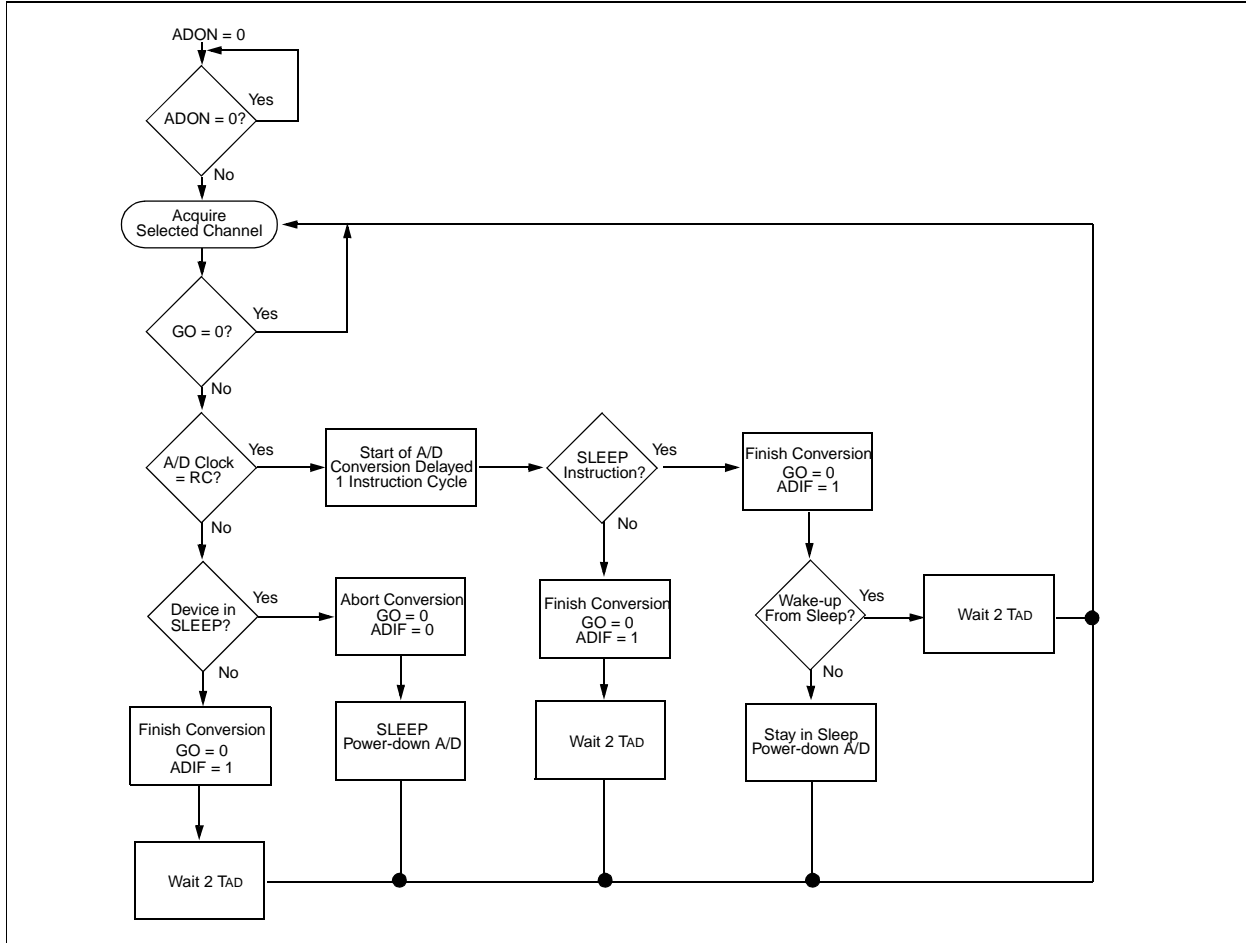 ADON = 0
Yes
ADON = 0?
No
Acquire
Selected Channel
Yes
GO = 0?
No
Yes
A/D Clock
= RC?
No
Start of A/D
Conversion Delayed
1 Instruction Cycle
SLEEP
Instruction?
Yes
No
Finish Conversion
GO = 0
ADIF = 1
Device in
SLEEP?
Yes
No
Abort Conversion
GO = 0
ADIF = 0
Finish Conversion
GO = 0
ADIF = 1
Wake-up
From Sleep?
Yes
No
Wait 2 TAD
Finish Conversion
GO = 0
ADIF = 1
SLEEP
Power-down A/D
Wait 2 TAD
Stay in Sleep
Power-down A/D
Wait 2 TAD